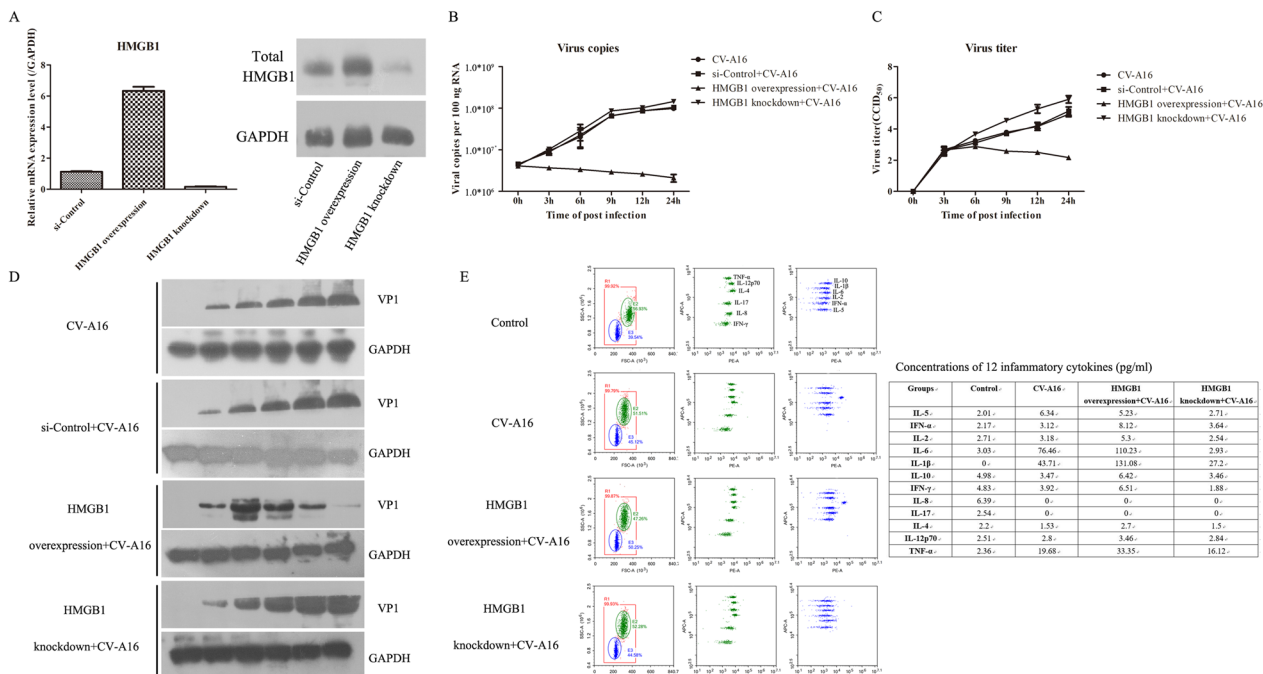 A
HMGB1
Relative mRNA expression level (/GAPDH)
8
6
4
2
0
si-Control
HMGB1 overexpression
HMGB1 knockdown
Total
HMGB1
GAPDH
si-Control
HMGB1 overexpression
HMGB1 knockdown
B
Virus copies
Viral copies per 100 ng RNA
1.0*10⁹
1.0*10⁸
1.0*10⁷
1.0*10⁶
0h 3h 6h 9h 12h 24h
Time of post infection
CV-A16
si-Control+CV-A16
HMGB1 overexpression+CV-A16
HMGB1 knockdown+CV-A16
C
Virus titer
Virus titer(CCID₅₀)
8
6
4
2
0
0h 3h 6h 9h 12h 24h
Time of post infection
CV-A16
si-Control+CV-A16
HMGB1 overexpression+CV-A16
HMGB1 knockdown+CV-A16
D
CV-A16
VP1
GAPDH
si-Control+CV-A16
VP1
GAPDH
HMGB1
overexpression+CV-A16
VP1
GAPDH
HMGB1
knockdown+CV-A16
VP1
GAPDH
E
Control
CV-A16
HMGB1
overexpression+CV-A16
HMGB1
knockdown+CV-A16
TNF-α
IL-12p70
IL-4
IL-17
IL-8
IFN-γ
IL-10
IL-1β
IL-6
IL-2
IFN-α
IL-5
SSC-A (10⁵)
FSC-A (10³)
APC-A
PE-A
Concentrations of 12 infammatory cytokines (pg/ml)
Groups Control CV-A16 HMGB1 overexpression+CV-A16 HMGB1 knockdown+CV-A16
IL-5 2.01 6.34 5.23 2.71
IFN-α 2.17 3.12 8.12 3.64
IL-2 2.71 3.18 5.3 2.54
IL-6 3.03 76.46 110.23 2.93
IL-1β 0 43.71 131.08 27.2
IL-10 4.98 3.47 6.42 3.46
IFN-γ 4.83 3.92 6.51 1.88
IL-8 6.39 0 0 0
IL-17 2.54 0 0 0
IL-4 2.2 1.53 2.7 1.5
IL-12p70 2.51 2.8 3.46 2.84
TNF-α 2.36 19.68 33.35 16.12